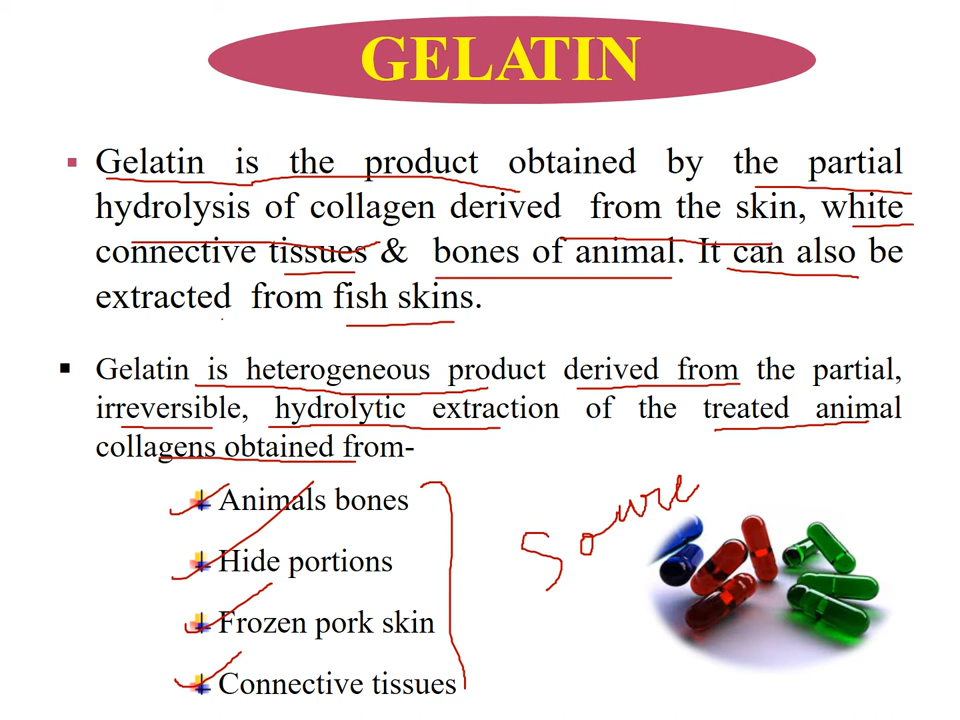 GELATIN
Gelatin is the product obtained by the partial
hydrolysis of collagen derived from the skin, white
connective tissues & bones of animal. It can also be
extracted from fish skins.
Gelatin is heterogeneous product derived from the partial,
irreversible, hydrolytic extraction of the treated animal
collagens obtained from-
Animals bones
Hide portions
Frozen pork skin
Connective tissues